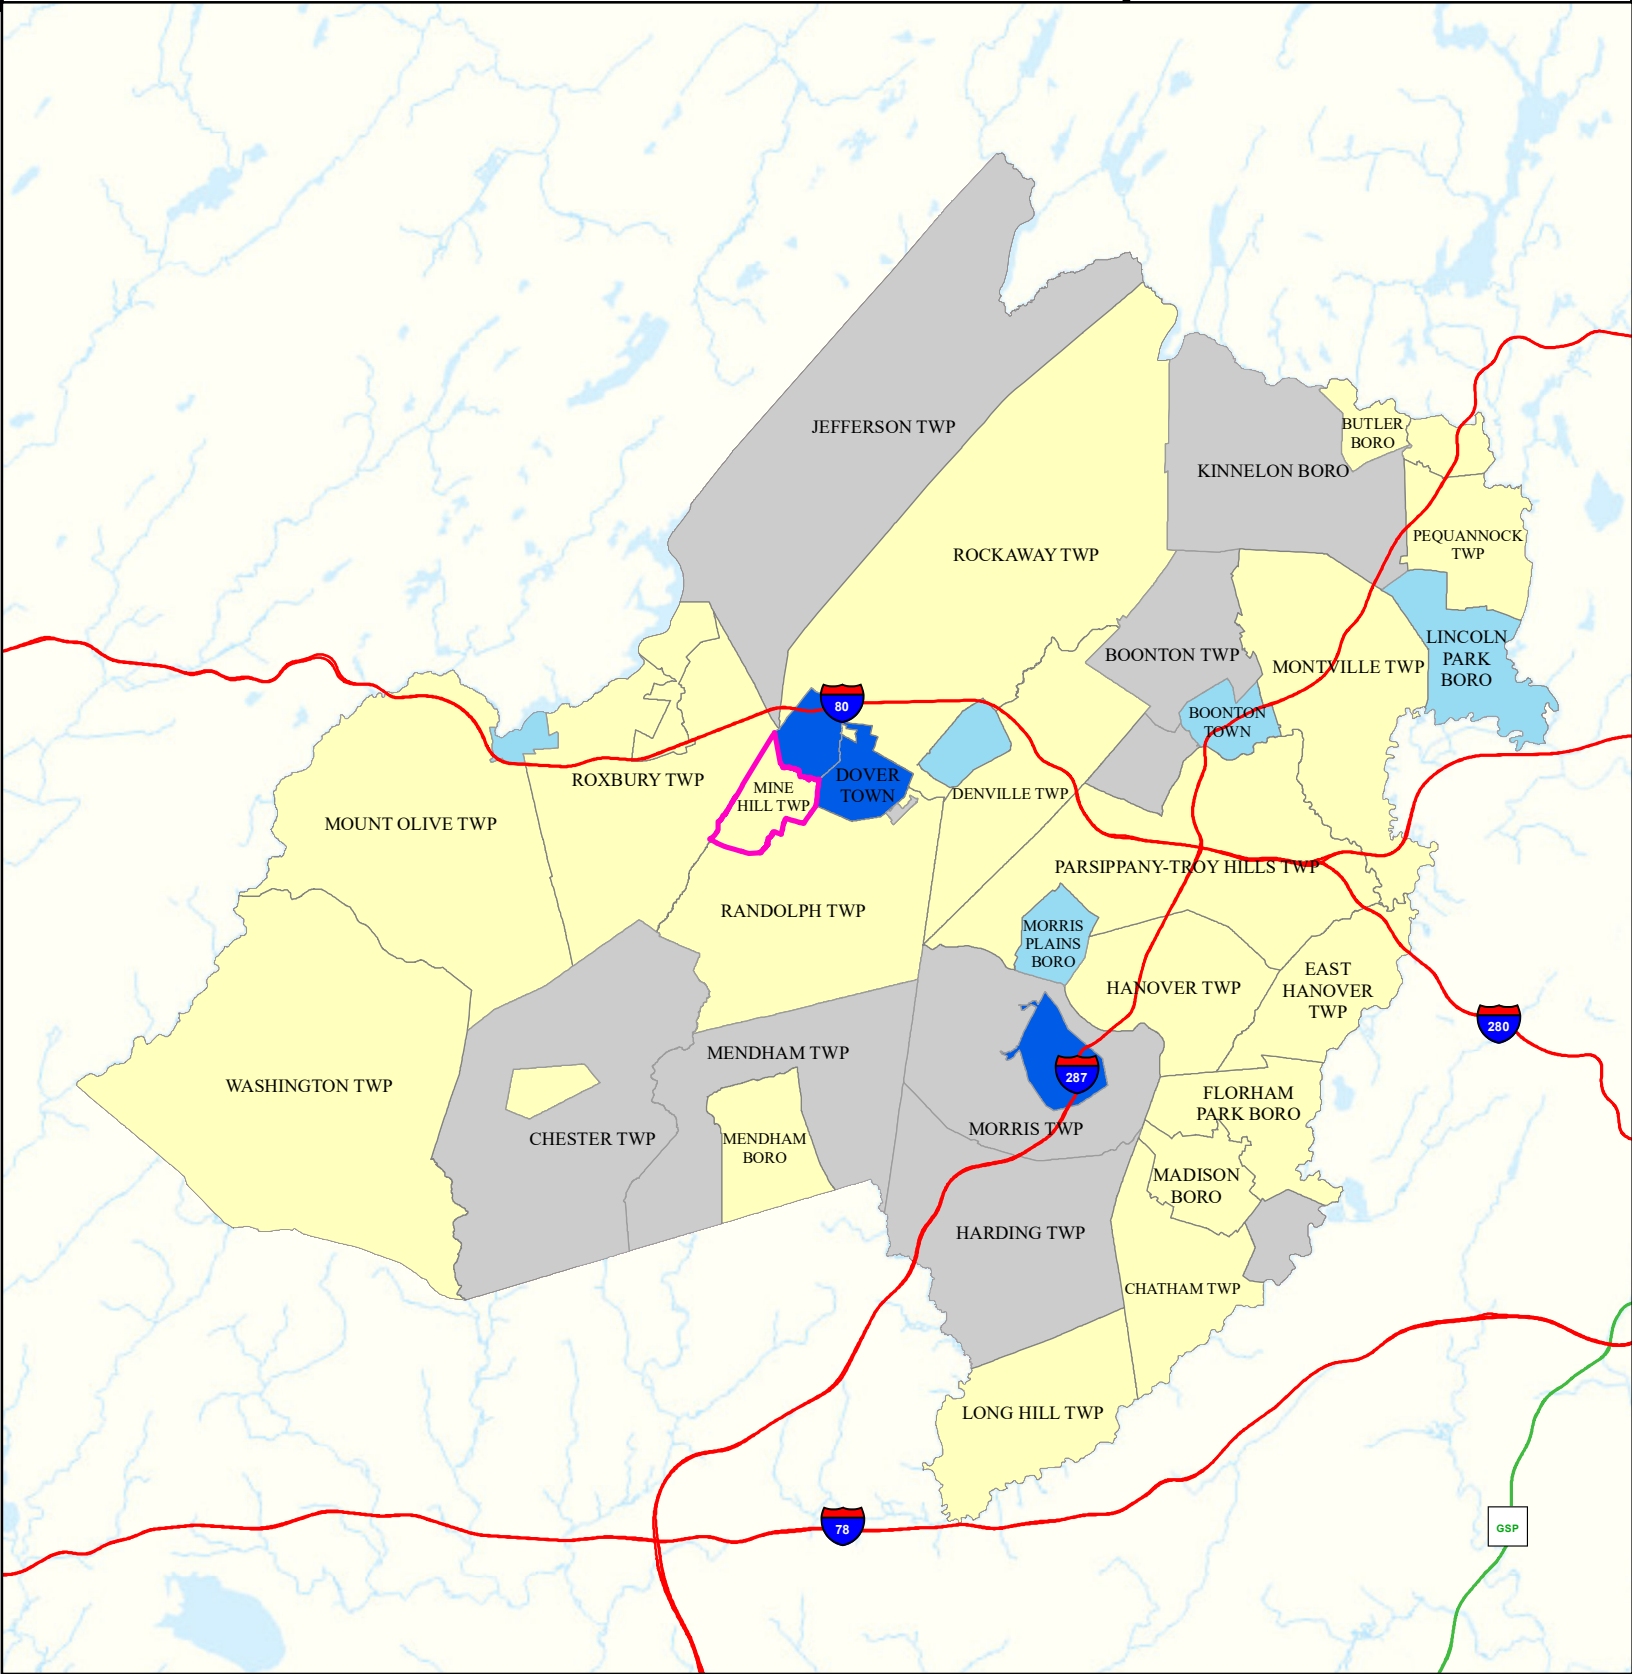 JEFFERSON TWP
BUTLER
BORO
KINNELON BORO
PEQUANNOCK
TWP
ROCKAWAY TWP
LINCOLN
PARK
BORO
BOONTON TWP
MONTVILLE TWP
80
BOONTON
TOWN
ROXBURY TWP
MINE
HILL TWP
DOVER
TOWN
DENVILLE TWP
MOUNT OLIVE TWP
PARSIPPANY-TROY HILLS TWP
RANDOLPH TWP
MORRIS
PLAINS
BORO
EAST
HANOVER
TWP
HANOVER TWP
280
MENDHAM TWP
287
WASHINGTON TWP
FLORHAM
PARK BORO
MORRIS TWP
CHESTER TWP
MENDHAM
BORO
MADISON
BORO
HARDING TWP
CHATHAM TWP
LONG HILL TWP
78
GSP